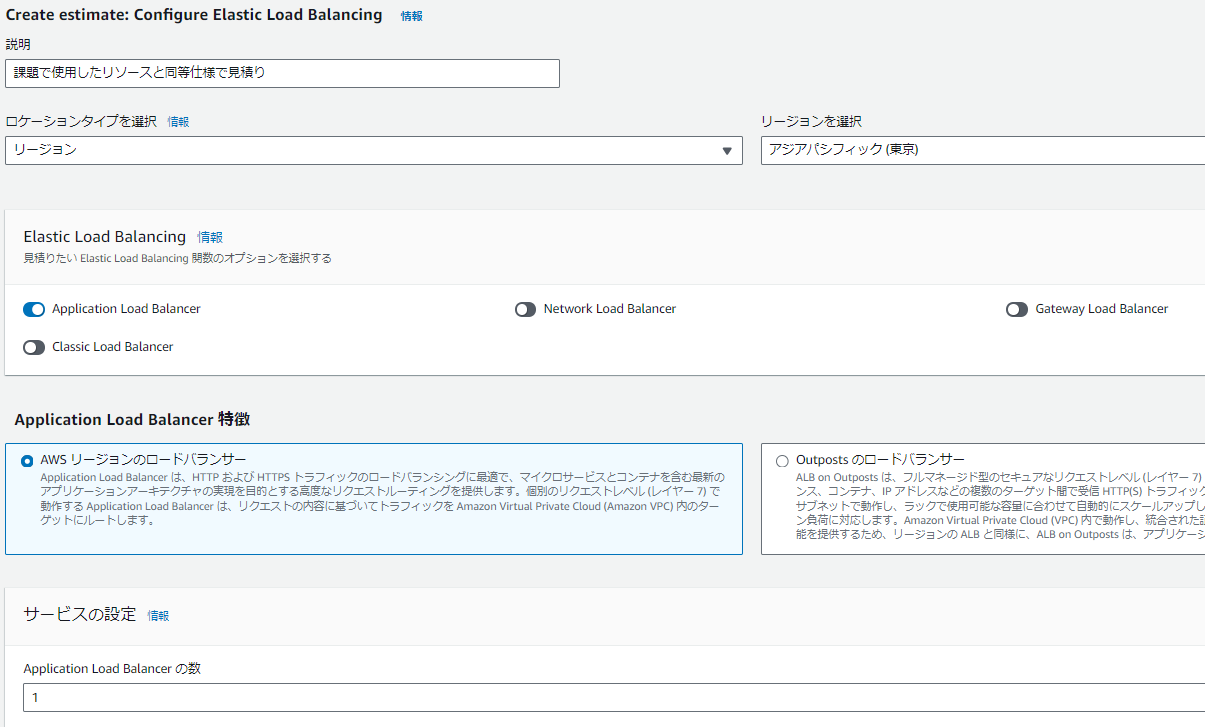 Create estimate: Configure Elastic Load Balancing 情報
説明
課題で使用したリソースと同等仕様で見積り
ロケーションタイプを選択 情報
リージョンを選択
リージョン
アジアパシフィック (東京)
Elastic Load Balancing 情報
見積りたい Elastic Load Balancing 関数のオプションを選択する
Application Load Balancer
Network Load Balancer
Gateway Load Balancer
Classic Load Balancer
Application Load Balancer 特徴
AWS リージョンのロードバランサー
Application Load Balancer は、HTTP および HTTPS トラフィックのロードバランシングに最適で、マイクロサービスとコンテナを含む最新の
アプリケーションアーキテクチャの実現を目的とする高度なリクエストルーティングを提供します。個別のリクエストレベル (レイヤー 7) で
動作する Application Load Balancer は、リクエストの内容に基づいてトラフィックを Amazon Virtual Private Cloud (Amazon VPC) 内のター
ゲットにルートします。
Outposts のロードバランサー
ALB on Outposts は、フルマネージド型のセキュアなリクエストレベル (レイヤー 7)
ンス、コンテナ、IP アドレスなどの複数のターゲット間で受信 HTTP(S) トラフィック
サブネットで動作し、ラックで使用可能な容量に合わせて自動的にスケールアップし
ン負荷に対応します。Amazon Virtual Private Cloud (VPC) 内で動作し、統合された
能を提供するため、リージョンの ALB と同様に、ALB on Outposts は、アプリケーシ
サービスの設定 情報
Application Load Balancer の数
1